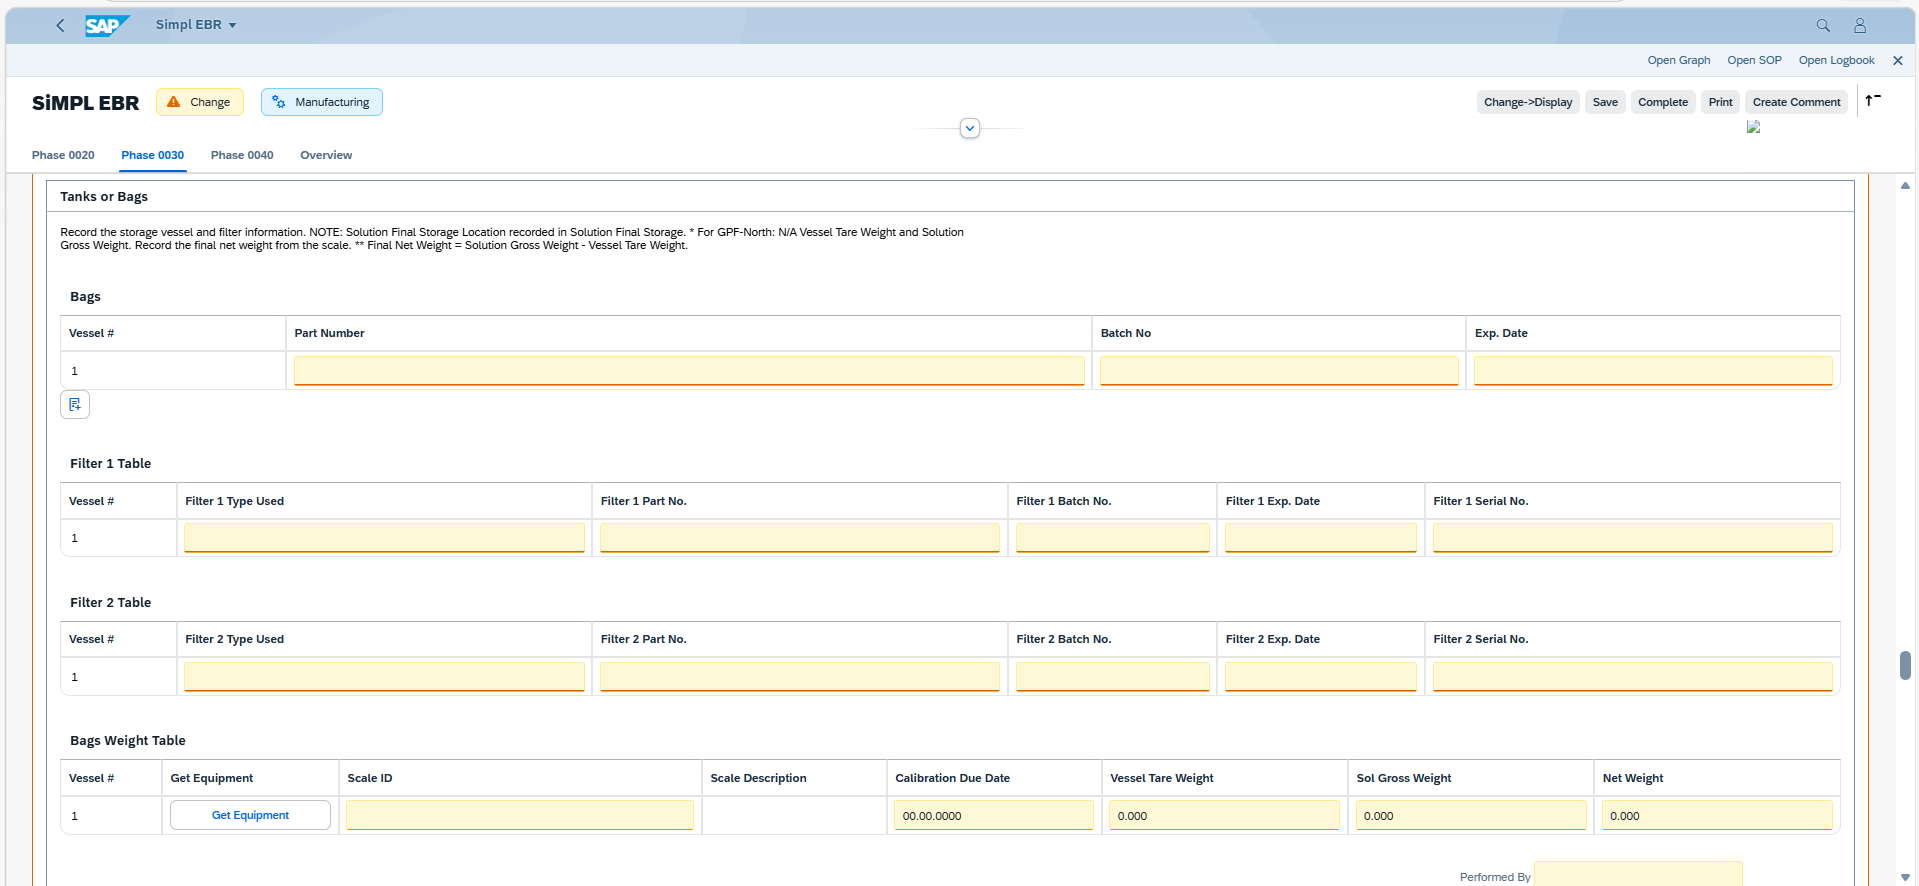 SAP Simpl EBR
Open Graph Open SOP Open Logbook
SiMPL EBR Change Manufacturing Change->Display Save Complete Print Create Comment
Phase 0020 Phase 0030 Phase 0040 Overview
Tanks or Bags
Record the storage vessel and filter information. NOTE: Solution Final Storage Location recorded in Solution Final Storage. * For GPF-North: N/A Vessel Tare Weight and Solution
Gross Weight. Record the final net weight from the scale. ** Final Net Weight = Solution Gross Weight - Vessel Tare Weight.
Bags
Vessel # Part Number Batch No Exp. Date
1
Filter 1 Table
Vessel # Filter 1 Type Used Filter 1 Part No. Filter 1 Batch No. Filter 1 Exp. Date Filter 1 Serial No.
1
Filter 2 Table
Vessel # Filter 2 Type Used Filter 2 Part No. Filter 2 Batch No. Filter 2 Exp. Date Filter 2 Serial No.
1
Bags Weight Table
Vessel # Get Equipment Scale ID Scale Description Calibration Due Date Vessel Tare Weight Sol Gross Weight Net Weight
1 Get Equipment 00.00.0000 0.000 0.000 0.000
Performed By